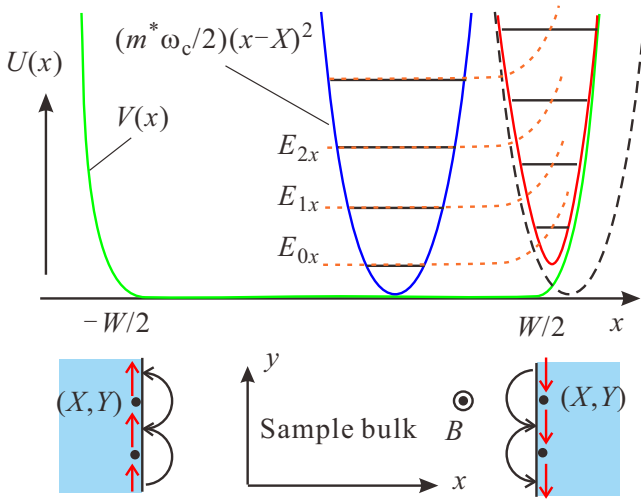 (m*ω_c/2)(x−X)²
U(x)
V(x)
E_2x
E_1x
E_0x
−W/2
W/2
x
y
(X,Y)
(X,Y)
Sample bulk
B
x